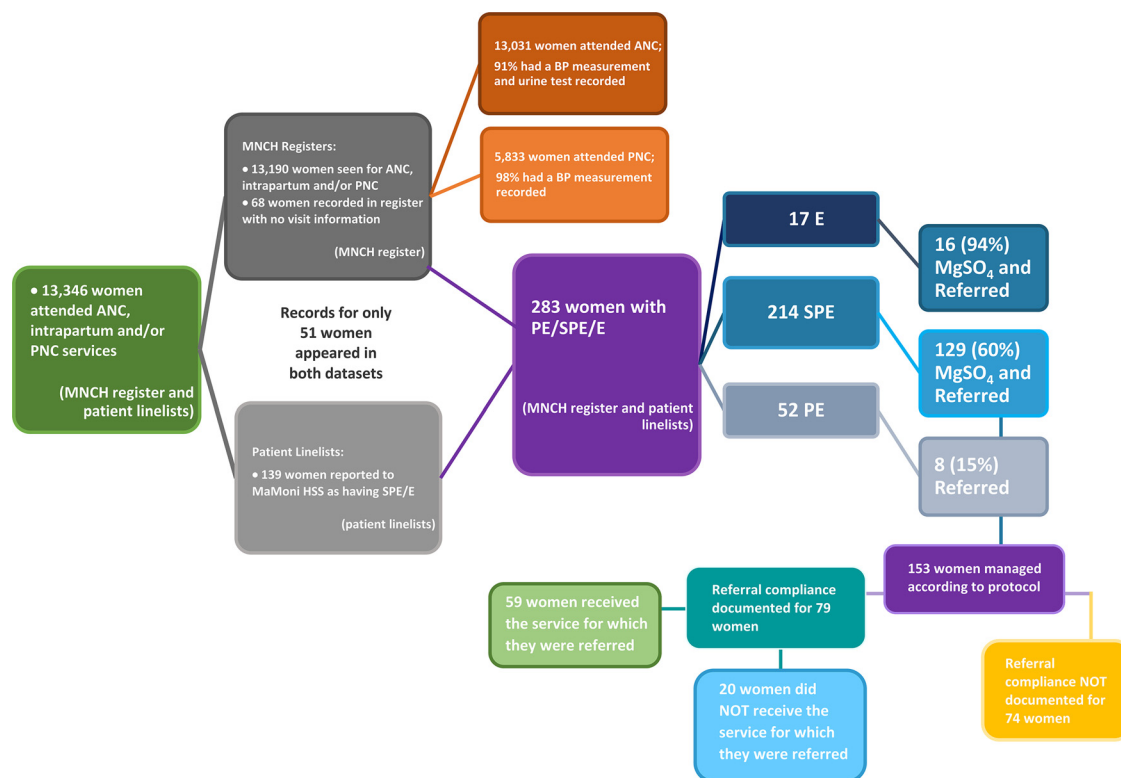 ● 13,346 women
attended ANC,
intrapartum and/or
PNC services
(MNCH register and
patient linelists)
MNCH Registers:
● 13,190 women seen for ANC,
intrapartum and/or PNC
● 68 women recorded in register
with no visit information
(MNCH register)
Records for only
51 women
appeared in
both datasets
Patient Linelists:
● 139 women reported to
MaMoni HSS as having SPE/E
(patient linelists)
13,031 women attended ANC;
91% had a BP measurement
and urine test recorded
5,833 women attended PNC;
98% had a BP measurement
recorded
283 women with
PE/SPE/E
(MNCH register and patient
linelists)
17 E
214 SPE
52 PE
16 (94%)
MgSO₄ and
Referred
129 (60%)
MgSO₄ and
Referred
8 (15%)
Referred
153 women managed
according to protocol
Referral compliance
documented for 79
women
59 women received
the service for which
they were referred
20 women did
NOT receive the
service for which
they were referred
Referral
compliance NOT
documented for
74 women